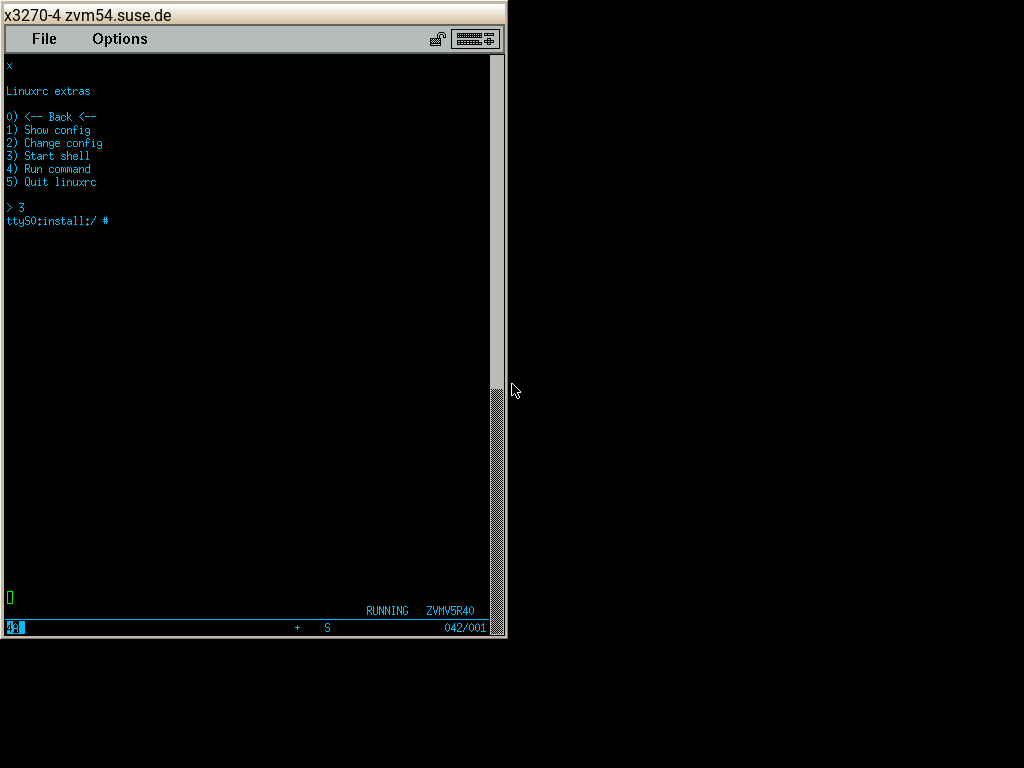 x3270-4 zvm54.suse.de
File Options
x
Linuxrc extras
0) <-- Back <--
1) Show config
2) Change config
3) Start shell
4) Run command
5) Quit linuxrc
> 3
ttyS0:install:/ #
RUNNING ZVMV5R40
4A + S 042/001